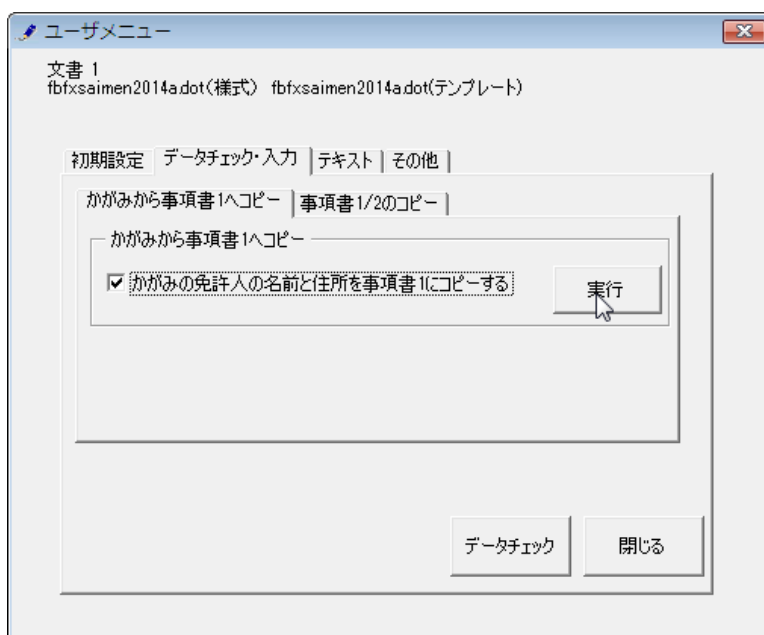 ユーザメニュー
文書 1
fbfxsaimen2014a.dot(様式) fbfxsaimen2014a.dot(テンプレート)
初期設定 データチェック・入力 テキスト その他
かがみから事項書1へコピー 事項書1/2のコピー
かがみから事項書1へコピー
かがみの免許人の名前と住所を事項書1にコピーする
実行
データチェック 閉じる